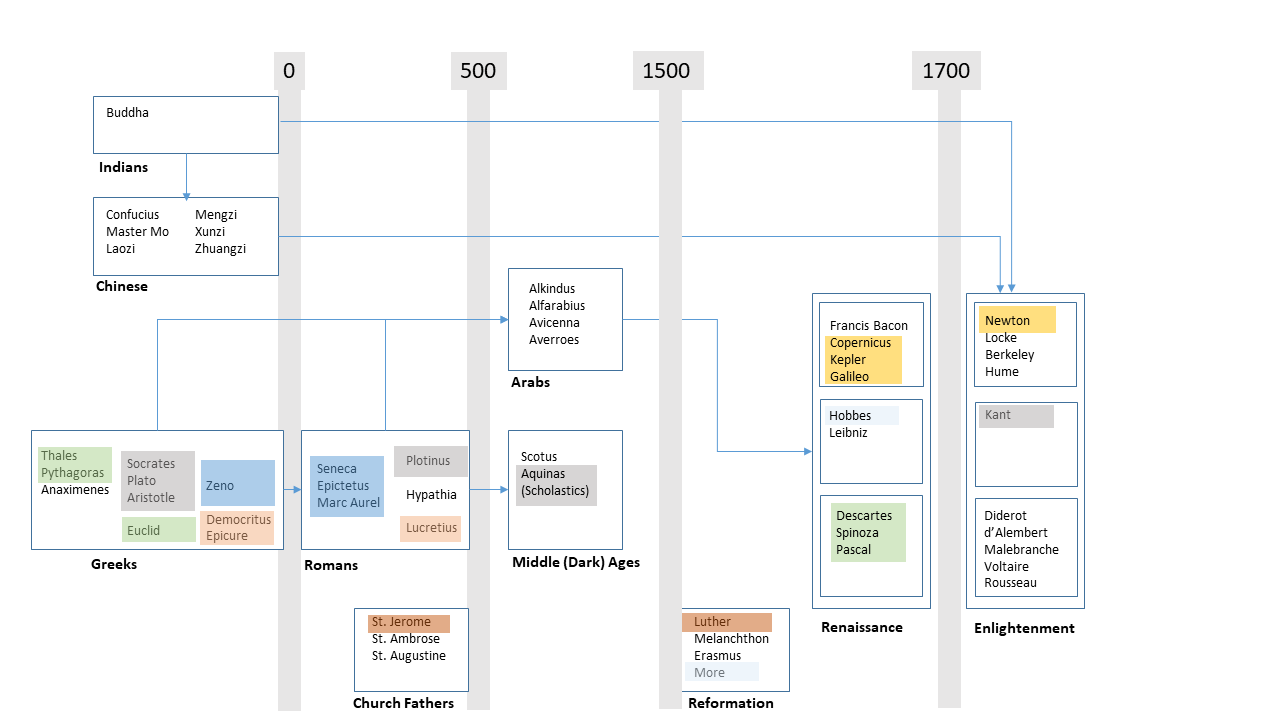 0
500
1500
1700
Buddha
Indians
Confucius
Master Mo
Laozi
Mengzi
Xunzi
Zhuangzi
Chinese
Alkindus
Alfarabius
Avicenna
Averroes
Arabs
Thales
Pythagoras
Anaximenes
Socrates
Plato
Aristotle
Euclid
Zeno
Democritus
Epicure
Greeks
Seneca
Epictetus
Marc Aurel
Plotinus
Hypathia
Lucretius
Romans
Scotus
Aquinas
(Scholastics)
Middle (Dark) Ages
St. Jerome
St. Ambrose
St. Augustine
Church Fathers
Luther
Melanchthon
Erasmus
More
Reformation
Francis Bacon
Copernicus
Kepler
Galileo
Hobbes
Leibniz
Descartes
Spinoza
Pascal
Renaissance
Newton
Locke
Berkeley
Hume
Kant
Diderot
d’Alembert
Malebranche
Voltaire
Rousseau
Enlightenment